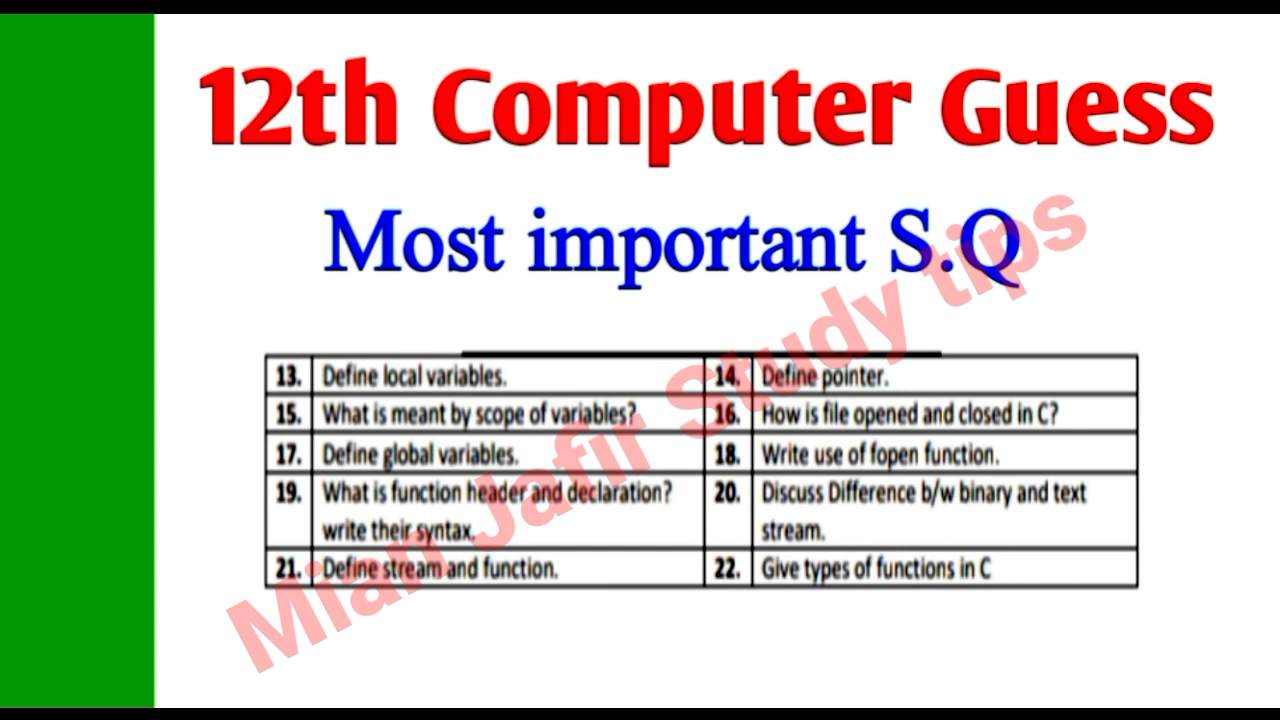 12th Computer Guess
Most important S.Q
13. Define local variables. 14. Define pointer.
15. What is meant by scope of variables? 16. How is file opened and closed in C?
17. Define global variables. 18. Write use of fopen function.
19. What is function header and declaration? 20. Discuss Difference b/w binary and text
write their syntax. stream.
21. Define stream and function. 22. Give types of functions in C
Mian Jafir Study tips